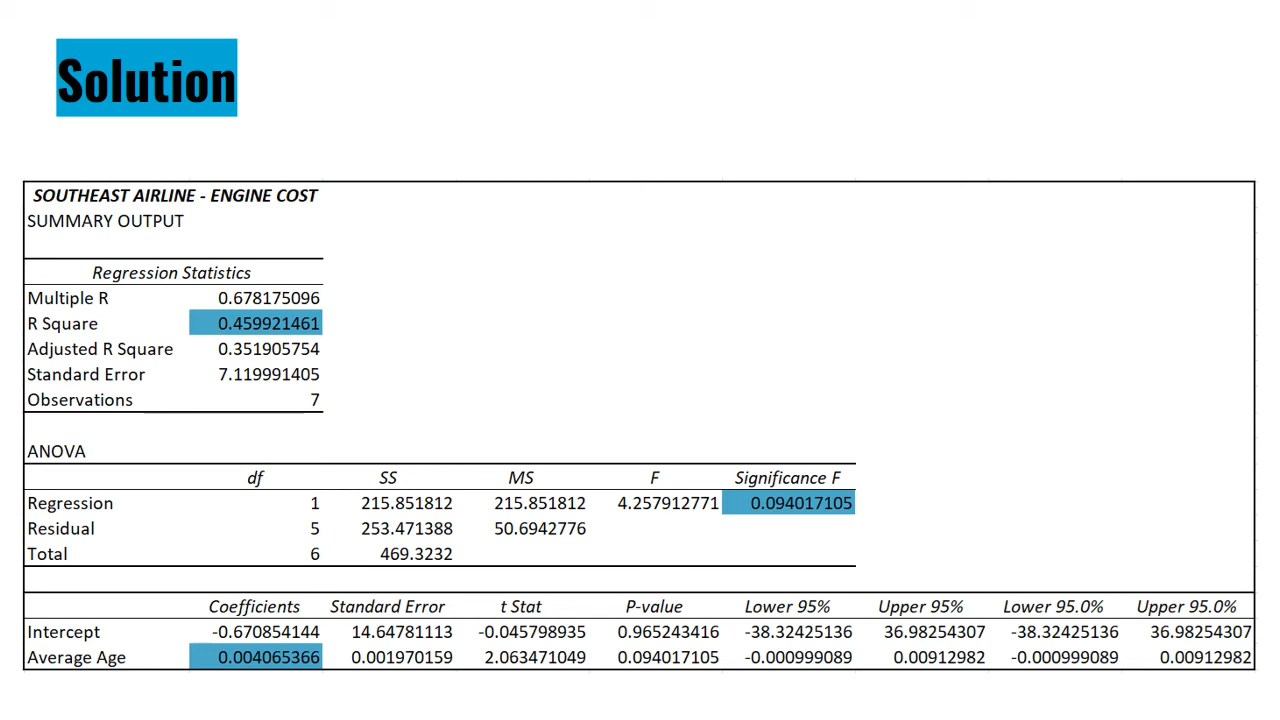 Solution
SOUTHEAST AIRLINE - ENGINE COST
SUMMARY OUTPUT
Regression Statistics
Multiple R 0.678175096
R Square 0.459921461
Adjusted R Square 0.351905754
Standard Error 7.119991405
Observations 7
ANOVA
df SS MS F Significance F
Regression 1 215.851812 215.851812 4.257912771 0.094017105
Residual 5 253.471388 50.6942776
Total 6 469.3232
Coefficients Standard Error t Stat P-value Lower 95% Upper 95% Lower 95.0% Upper 95.0%
Intercept -0.670854144 14.64781113 -0.045798935 0.965243416 -38.32425136 36.98254307 -38.32425136 36.98254307
Average Age 0.004065366 0.001970159 2.063471049 0.094017105 -0.000999089 0.00912982 -0.000999089 0.00912982